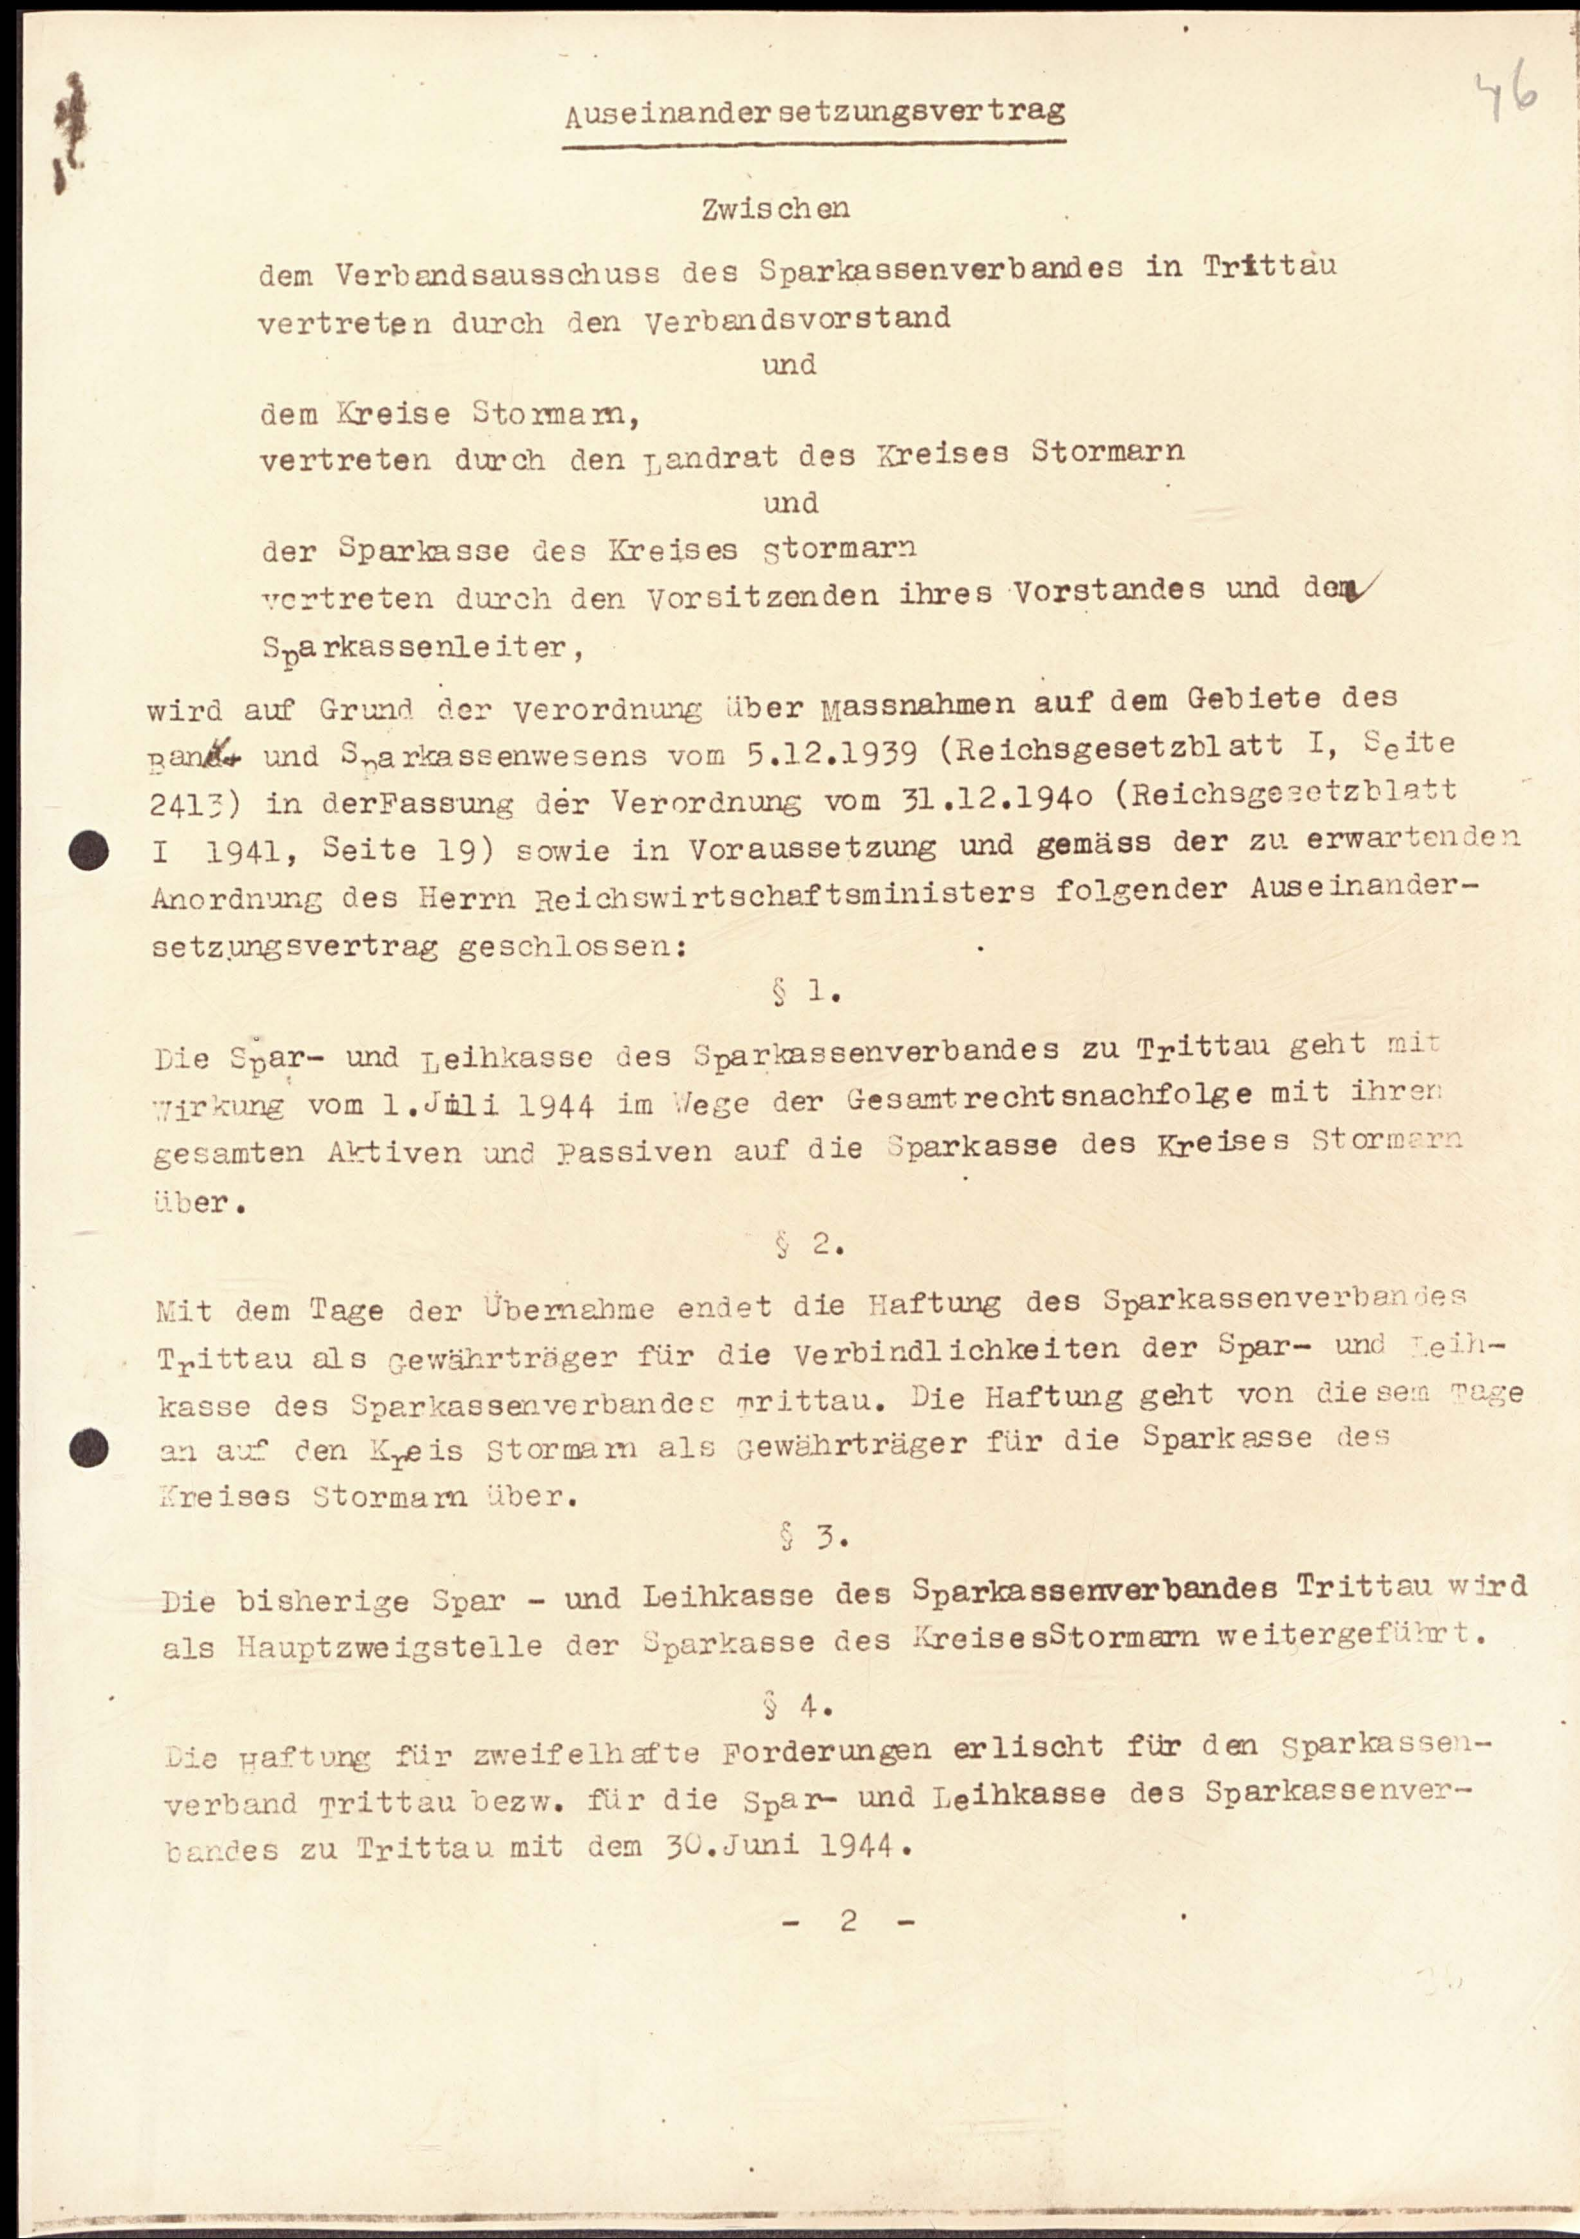 46
Auseinandersetzungsvertrag
Zwischen
dem Verbandsausschuss des Sparkassenverbandes in Trittau
vertreten durch den Verbandsvorstand
und
dem Kreise Stormarn,
vertreten durch den Landrat des Kreises Stormarn
und
der Sparkasse des Kreises Stormarn
vertreten durch den Vorsitzenden ihres Vorstandes und dem
Sparkassenleiter,
wird auf Grund der Verordnung über Massnahmen auf dem Gebiete des
Bank- und Sparkassenwesens vom 5.12.1939 (Reichsgesetzblatt I, Seite
2413) in derFassung der Verordnung vom 31.12.194o (Reichsgesetzblatt
I 1941, Seite 19) sowie in Voraussetzung und gemäss der zu erwartenden
Anordnung des Herrn Reichswirtschaftsministers folgender Auseinander-
setzungsvertrag geschlossen:
§ 1.
Die Spar- und Leihkasse des Sparkassenverbandes zu Trittau geht mit
Wirkung vom 1.Juli 1944 im Wege der Gesamtrechtsnachfolge mit ihren
gesamten Aktiven und Passiven auf die Sparkasse des Kreises Stormarn
über.
§ 2.
Mit dem Tage der Übernahme endet die Haftung des Sparkassenverbandes
Trittau als Gewährträger für die Verbindlichkeiten der Spar- und Leih-
kasse des Sparkassenverbandes Trittau. Die Haftung geht von diesem Tage
an auf den Kreis Stormarn als Gewährträger für die Sparkasse des
Kreises Stormarn über.
§ 3.
Die bisherige Spar - und Leihkasse des Sparkassenverbandes Trittau wird
als Hauptzweigstelle der Sparkasse des KreisesStormarn weitergeführt.
§ 4.
Die Haftung für zweifelhafte Forderungen erlischt für den Sparkassen-
verband Trittau bezw. für die Spar- und Leihkasse des Sparkassenver-
bandes zu Trittau mit dem 30.Juni 1944.
- 2 -